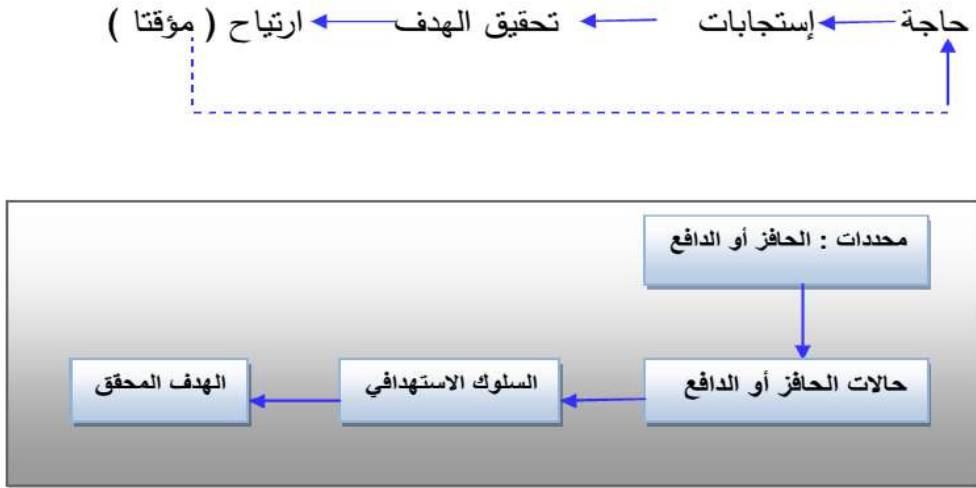 حاجة إستجابات تحقيق الهدف ارتياح ( مؤقتا )
محددات : الحافز أو الدافع
حالات الحافز أو الدافع
السلوك الاستهدافي
الهدف المحقق